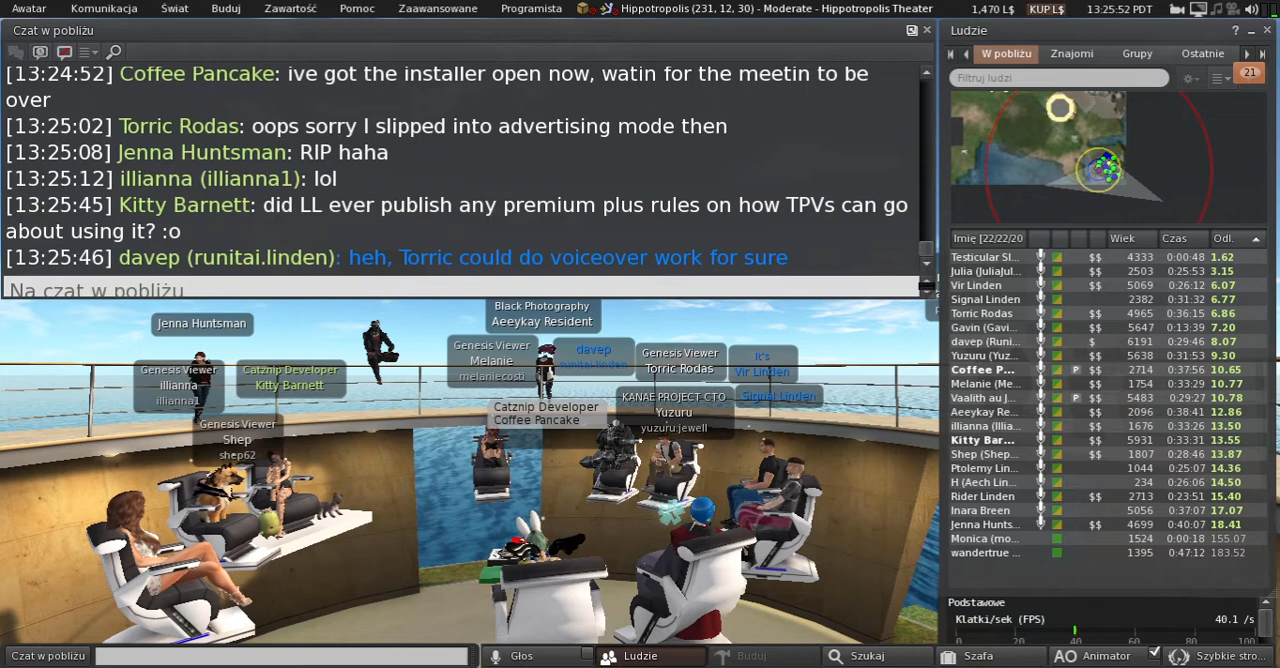 Awatar Komunikacja Świat Buduj Zawartość Pomoc Zaawansowane Programista Hippotropolis (231, 12, 30) - Moderate - Hippotropolis Theater 1,470 L$ KUP L$ 13:25:52 PDT
Czat w pobliżu
[13:24:52] Coffee Pancake: ive got the installer open now, watin for the meetin to be
over
[13:25:02] Torric Rodas: oops sorry I slipped into advertising mode then
[13:25:08] Jenna Huntsman: RIP haha
[13:25:12] illianna (illianna1): lol
[13:25:45] Kitty Barnett: did LL ever publish any premium plus rules on how TPVs can go
about using it? :o
[13:25:46] davep (runitai.linden): heh, Torric could do voiceover work for sure
Na czat w pobliżu
Ludzie
W pobliżu Znajomi Grupy Ostatnie
Filtruj ludzi
21
Imię [22/22/20 Wiek Czas Odl.
Testicular Sl... $$ 4333 0:00:48 1.62
Julia (JuliaJul... $$ 2503 0:25:53 3.15
Vir Linden $$ 5069 0:26:12 6.07
Signal Linden 2382 0:31:32 6.77
Torric Rodas $$ 4965 0:36:15 6.86
Gavin (Gavi... $$ 5647 0:13:39 7.20
davep (Runi... $ 6191 0:29:46 8.07
Yuzuru (Yuz... $$ 5638 0:31:53 9.30
Coffee P... P $$ 2714 0:37:56 10.65
Melanie (Me... $$ 1754 0:33:29 10.77
Vaalith au J... P $$ 5483 0:29:27 10.78
Aeeykay Re... $$ 2096 0:38:41 12.86
illianna (Illia... $$ 1676 0:33:26 13.50
Kitty Bar... $$ 5931 0:33:31 13.55
Shep (Shep... $$ 1807 0:28:46 13.87
Ptolemy Lin... 1044 0:25:07 14.36
H (Aech Lin... 234 0:26:06 14.50
Rider Linden $$ 2713 0:23:51 15.40
Inara Breen 5056 0:37:07 17.07
Jenna Hunts... $$ 4699 0:40:07 18.41
Monica (mo... 1524 0:00:18 155.07
wandertrue ... 1395 0:47:12 183.52
Podstawowe
Klatki/sek (FPS) 40.1 /s
0 20 40 60 80 100
Jenna Huntsman
Black Photography
Aeeykay Resident
Genesis Viewer
illianna
illianna1
Catznip Developer
Kitty Barnett
Genesis Viewer
Melanie
melaniecosti
davep
runitai.linden
Genesis Viewer
Torric Rodas
It's
Vir Linden
Signal Linden
Catznip Developer
Coffee Pancake
KANAE PROJECT CTO
Yuzuru
yuzuru.jewell
Genesis Viewer
Shep
shep62
Czat w pobliżu Głos Ludzie Buduj Szukaj Szafa AO Animator Szybkie stro...